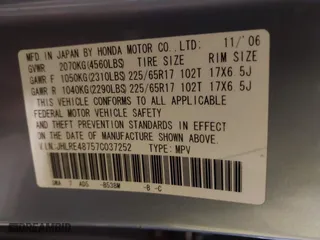 MFD. IN JAPAN BY HONDA MOTOR CO., LTD: 11/'06
GVWR 2070KG(4560LBS) TIRE SIZE RIM SIZE
GAWR F 1050KG(2310LBS) 225/65R17 102T 17X6.5J
GAWR R 1040KG(2290LBS) 225/65R17 102T 17X6.5J
THIS VEHICLE CONFORMS TO ALL APPLICABLE
FEDERAL MOTOR VEHICLE SAFETY
AND THEFT PREVENTION STANDARDS IN EFFECT ON
THE DATE OF MANUFACTURE SHOWN ABOVE.
V.I.N. JHLRE48757C037252 TYPE: MPV
-B538M -B -C